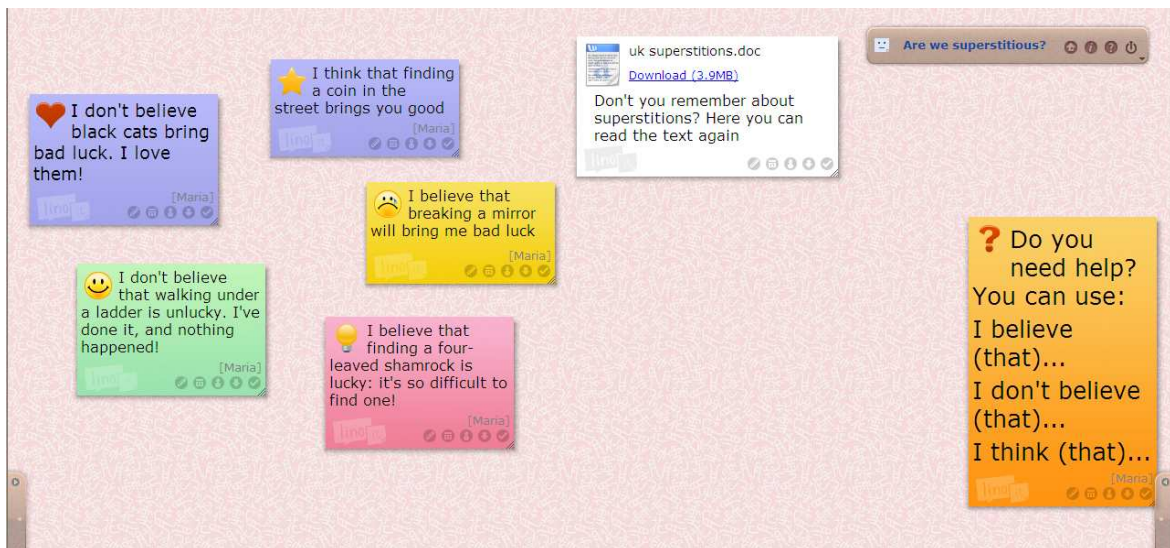 Are we superstitious?
uk superstitions.doc
Download (3.9MB)
Don't you remember about
superstitions? Here you can
read the text again
I think that finding
a coin in the
street brings you good
[Maria]
I don't believe
black cats bring
bad luck. I love
them!
[Maria]
I believe that
breaking a mirror
will bring me bad luck
[Maria]
I don't believe
that walking under
a ladder is unlucky. I've
done it, and nothing
happened!
[Maria]
I believe that
finding a four-
leaved shamrock is
lucky: it's so difficult to
find one!
[Maria]
? Do you
need help?
You can use:
I believe
(that)...
I don't believe
(that)...
I think (that)...
[Maria]